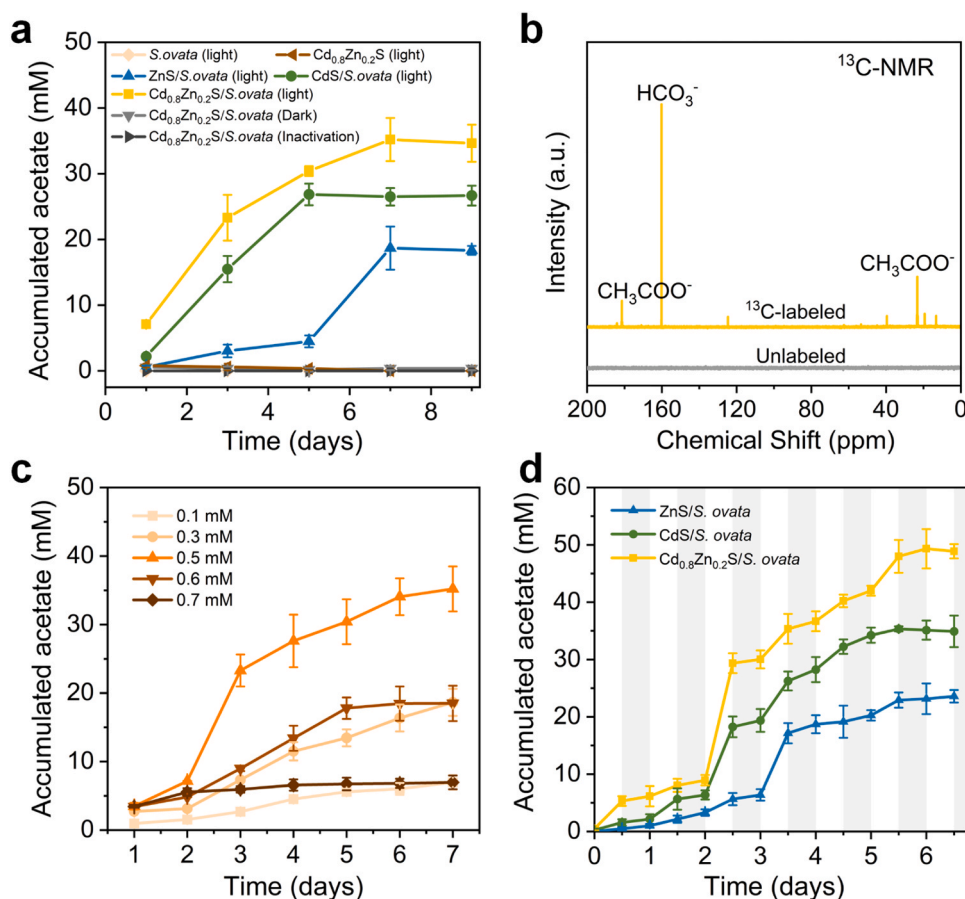 a
50
40
30
20
10
0
Accumulated acetate (mM)
S.ovata (light)
Cd0.8Zn0.2S (light)
ZnS/S.ovata (light)
CdS/S.ovata (light)
Cd0.8Zn0.2S/S.ovata (light)
Cd0.8Zn0.2S/S.ovata (Dark)
Cd0.8Zn0.2S/S.ovata (Inactivation)
0 2 4 6 8
Time (days)
b
13C-NMR
HCO3-
CH3COO-
CH3COO-
13C-labeled
Unlabeled
Intensity (a.u.)
200 160 120 80 40 0
Chemical Shift (ppm)
c
50
40
30
20
10
0
Accumulated acetate (mM)
0.1 mM
0.3 mM
0.5 mM
0.6 mM
0.7 mM
1 2 3 4 5 6 7
Time (days)
d
60
50
40
30
20
10
0
Accumulated acetate (mM)
ZnS/S. ovata
CdS/S. ovata
Cd0.8Zn0.2S/S. ovata
0 1 2 3 4 5 6
Time (days)